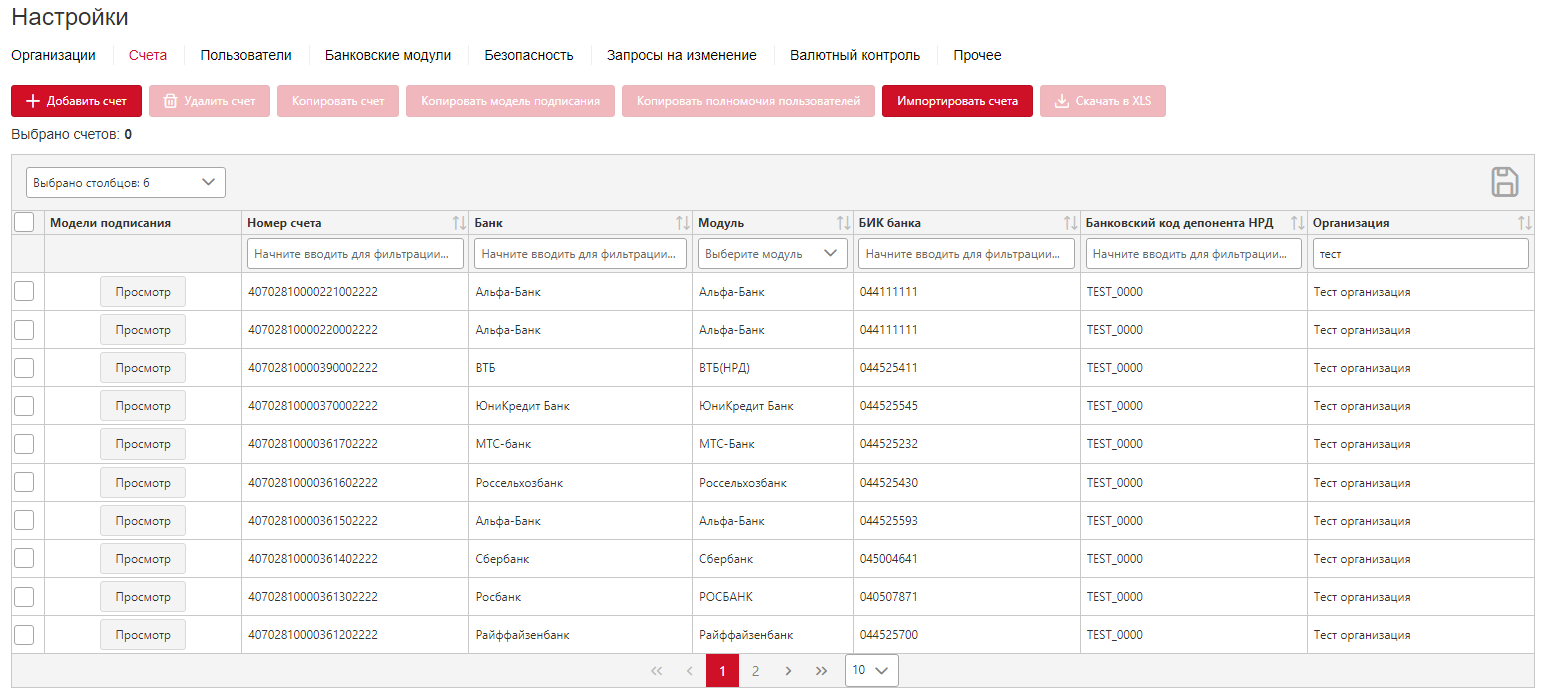 Настройки
Организации Счета Пользователи Банковские модули Безопасность Запросы на изменение Валютный контроль Прочее
Добавить счет Удалить счет Копировать счет Копировать модель подписания Копировать полномочия пользователей Импортировать счета Скачать в XLS
Выбрано счетов: 0
Выбрано столбцов: 6
Модели подписания Номер счета Банк Модуль БИК банка Банковский код депонента НРД Организация
Начните вводить для фильтрации... Начните вводить для фильтрации... Выберите модуль Начните вводить для фильтрации... Начните вводить для фильтрации... тест
Просмотр 40702810000221002222 Альфа-Банк Альфа-Банк 044111111 TEST_0000 Тест организация
Просмотр 40702810000220002222 Альфа-Банк Альфа-Банк 044111111 TEST_0000 Тест организация
Просмотр 40702810000390002222 ВТБ ВТБ(НРД) 044525411 TEST_0000 Тест организация
Просмотр 40702810000370002222 ЮниКредит Банк ЮниКредит Банк 044525545 TEST_0000 Тест организация
Просмотр 40702810000361702222 МТС-банк МТС-Банк 044525232 TEST_0000 Тест организация
Просмотр 40702810000361602222 Россельхозбанк Россельхозбанк 044525430 TEST_0000 Тест организация
Просмотр 40702810000361502222 Альфа-Банк Альфа-Банк 044525593 TEST_0000 Тест организация
Просмотр 40702810000361402222 Сбербанк Сбербанк 045004641 TEST_0000 Тест организация
Просмотр 40702810000361302222 Росбанк РОСБАНК 040507871 TEST_0000 Тест организация
Просмотр 40702810000361202222 Райффайзенбанк Райффайзенбанк 044525700 TEST_0000 Тест организация
1 2 10